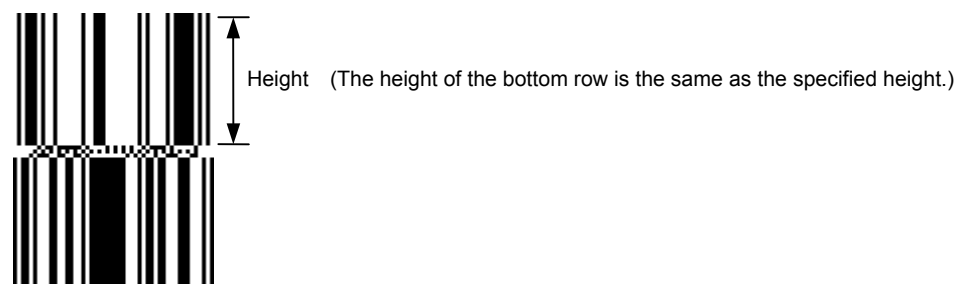 Height (The height of the bottom row is the same as the specified height.)